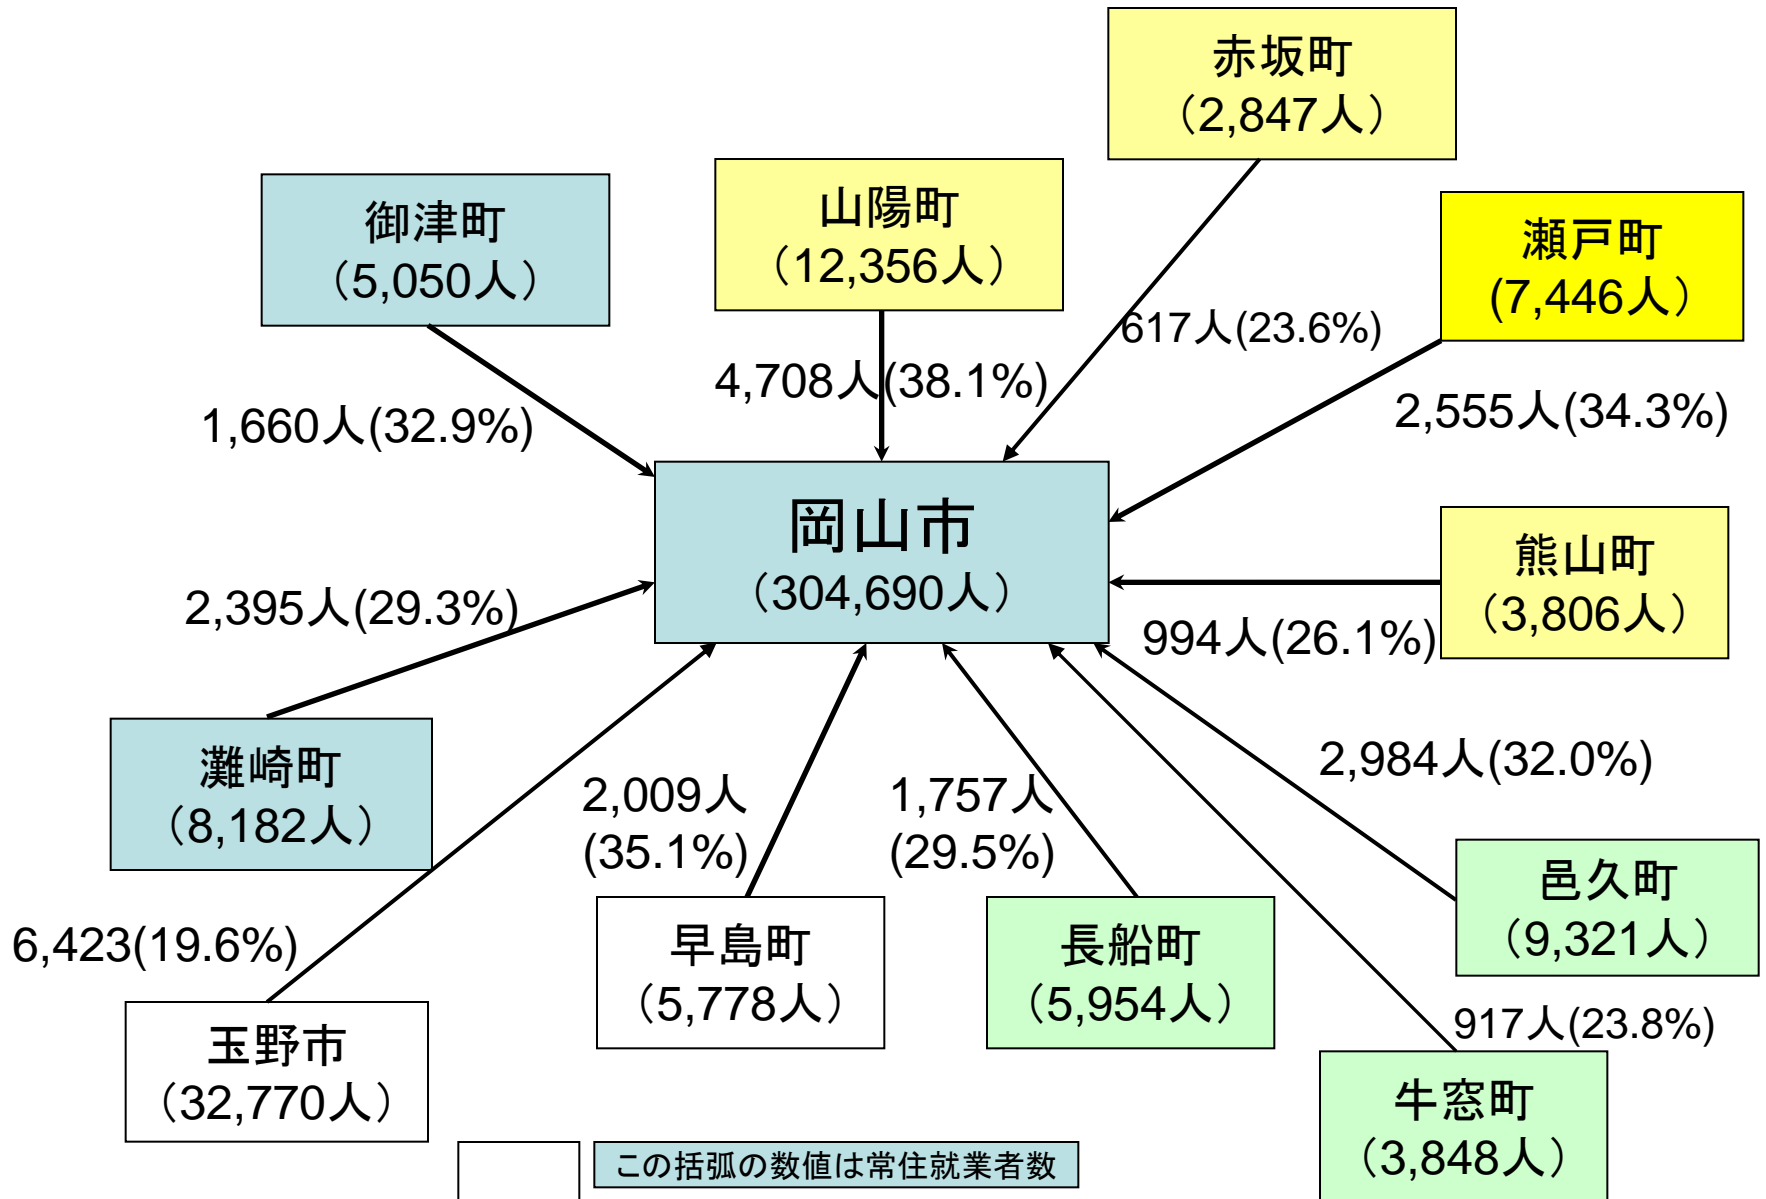 赤坂町
（2,847人）
山陽町
（12,356人）
御津町
（5,050人）
瀬戸町
(7,446人）
617人(23.6%)
4,708人(38.1%)
2,555人(34.3%)
1,660人(32.9%)
岡山市
（304,690人）
熊山町
（3,806人）
2,395人(29.3%)
994人(26.1%)
2,984人(32.0%)
灘崎町
（8,182人）
2,009人
(35.1%)
1,757人
(29.5%)
邑久町
（9,321人）
6,423(19.6%)
早島町
（5,778人）
長船町
（5,954人）
917人(23.8%)
玉野市
（32,770人）
牛窓町
（3,848人）
この括弧の数値は常住就業者数